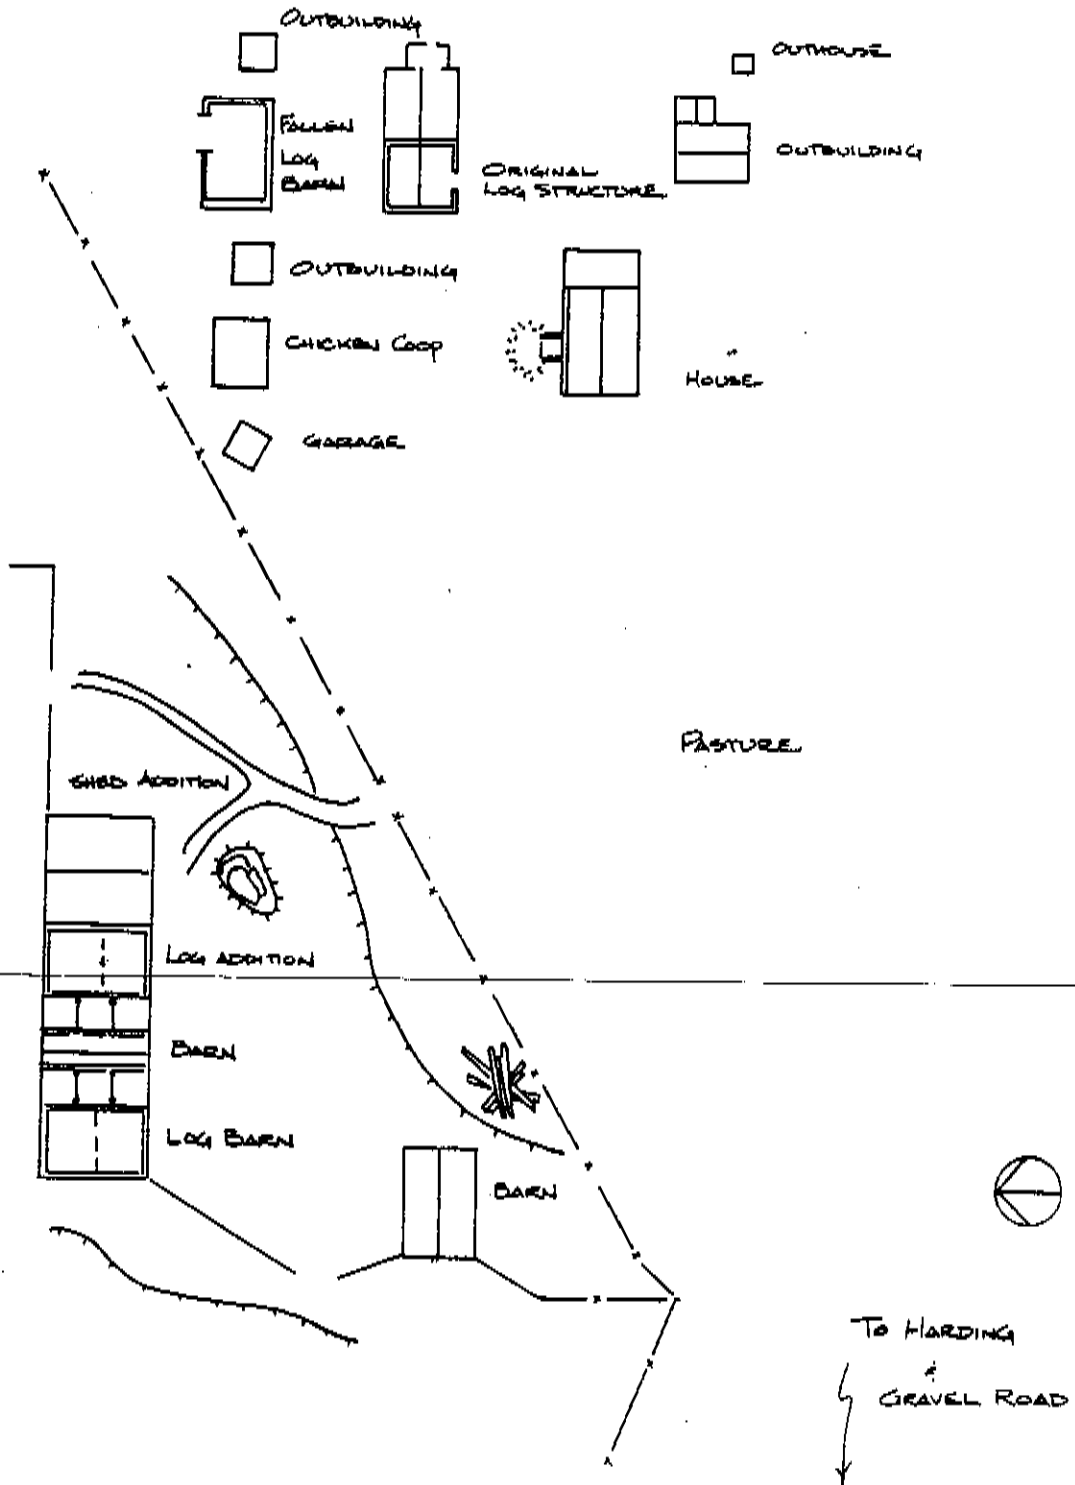 OUTBUILDING
OUTHOUSE
FALLEN
LOG
BARN
ORIGINAL
LOG STRUCTURE
OUTBUILDING
OUTBUILDING
CHICKEN COOP
HOUSE
GARAGE
PASTURE
SHED ADDITION
LOG ADDITION
BARN
LOG BARN
BARN
TO HARDING
&
GRAVEL ROAD